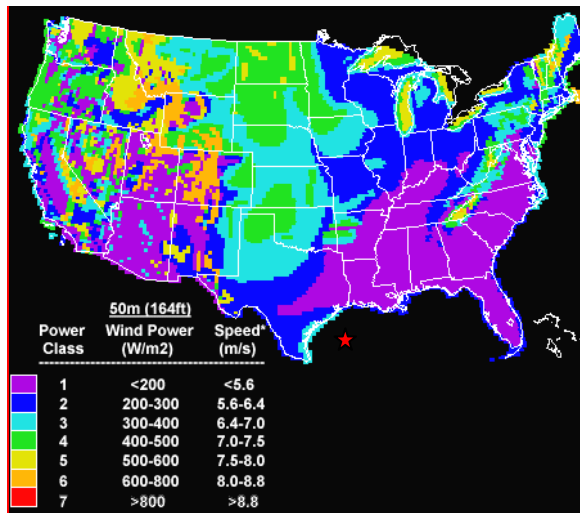 50m (164ft)
Power Wind Power Speed*
Class (W/m2) (m/s)
1 <200 <5.6
2 200-300 5.6-6.4
3 300-400 6.4-7.0
4 400-500 7.0-7.5
5 500-600 7.5-8.0
6 600-800 8.0-8.8
7 >800 >8.8